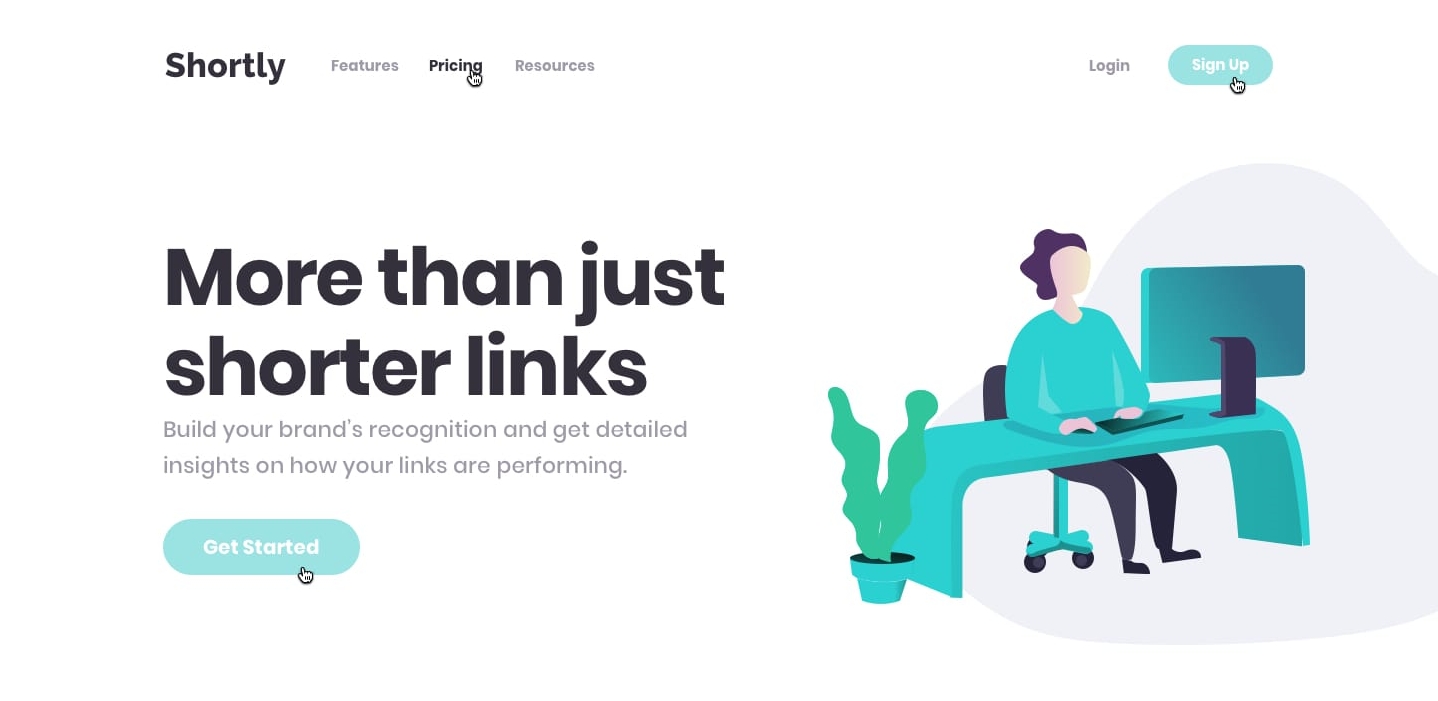 Shortly
Features
Pricing
Resources
Login
Sign Up
More than just
shorter links
Build your brand’s recognition and get detailed
insights on how your links are performing.
Get Started